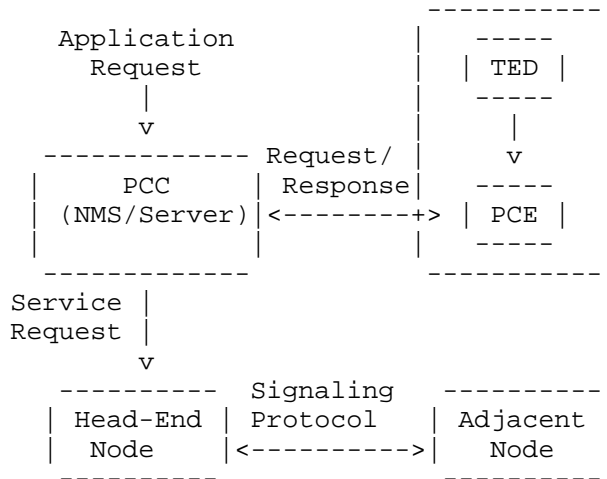 Application
Request
TED
PCC
(NMS/Server)
Request/
Response
PCE
Service
Request
Head-End
Node
Signaling
Protocol
Adjacent
Node